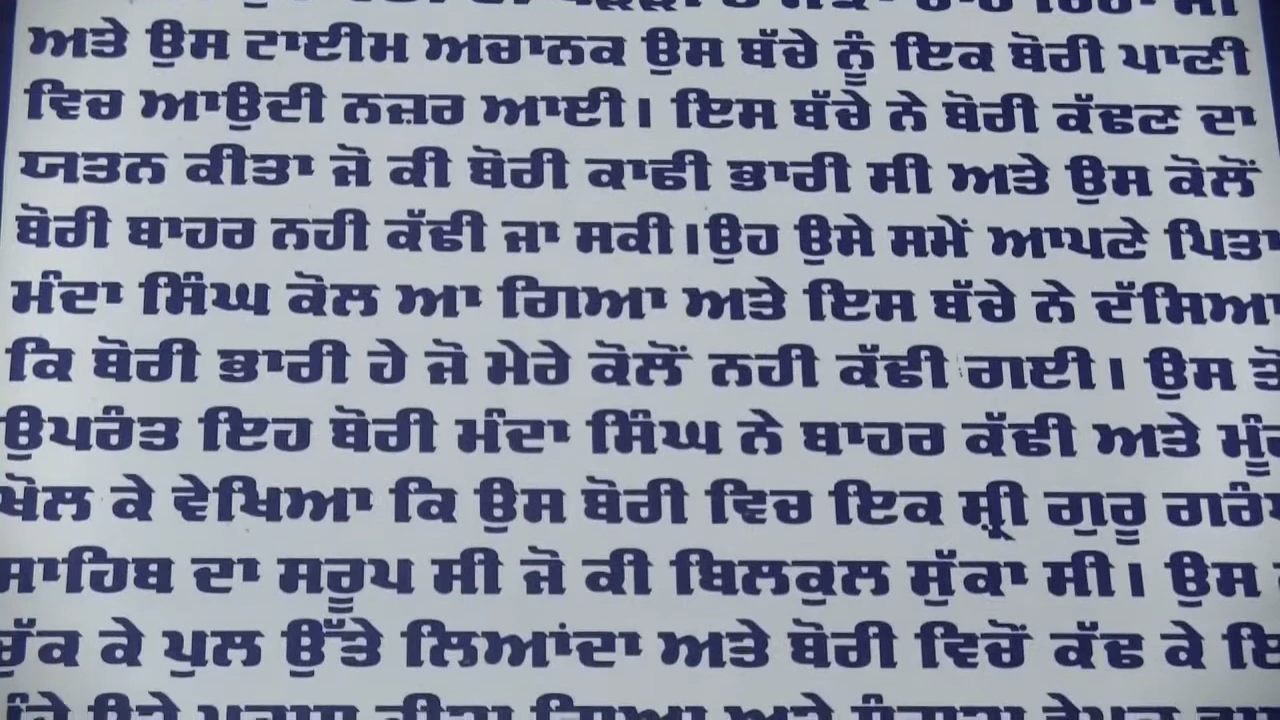 ਅਤੇ ਉਸ ਟਾਈਮ ਅਚਾਨਕ ਉਸ ਬੱਚੇ ਨੂੰ ਇਕ ਬੋਰੀ ਪਾਣੀ
ਵਿਚ ਆਉਦੀ ਨਜ਼ਰ ਆਈ। ਇਸ ਬੱਚੇ ਨੇ ਬੋਰੀ ਕੱਢਣ ਦਾ
ਯਤਨ ਕੀਤਾ ਜੋ ਕੀ ਬੋਰੀ ਕਾਫੀ ਭਾਰੀ ਸੀ ਅਤੇ ਉਸ ਕੋਲੋਂ
ਬੋਰੀ ਬਾਹਰ ਨਹੀ ਕੱਢੀ ਜਾ ਸਕੀ।ਉਹ ਉਸੇ ਸਮੇਂ ਆਪਣੇ ਪਿਤਾ
ਮੰਦਾ ਸਿੰਘ ਕੋਲ ਆ ਗਿਆ ਅਤੇ ਇਸ ਬੱਚੇ ਨੇ ਦੱਸਿਆ
ਕਿ ਬੋਰੀ ਭਾਰੀ ਹੇ ਜੋ ਮੇਰੇ ਕੋਲੋਂ ਨਹੀ ਕੱਢੀ ਗਈ। ਉਸ
ਉਪਰੰਤ ਇਹ ਬੋਰੀ ਮੰਦਾ ਸਿੰਘ ਨੇ ਬਾਹਰ ਕੱਢੀ ਅਤੇ
ਖੋਲ ਕੇ ਵੇਖਿਆ ਕਿ ਉਸ ਬੋਰੀ ਵਿਚ ਇਕ ਸ਼੍ਰੀ ਗੁਰੂ
ਸਾਹਿਬ ਦਾ ਸਰੂਪ ਸੀ ਜੋ ਕੀ ਬਿਲਕੁਲ ਸੁੱਕਾ ਸੀ। ਉਸ
ਚੁੱਕ ਕੇ ਪੁਲ ਉੱਤੇ ਲਿਆਂਦਾ ਅਤੇ ਬੋਰੀ ਵਿਚੋਂ ਕੱਢ ਕੇ